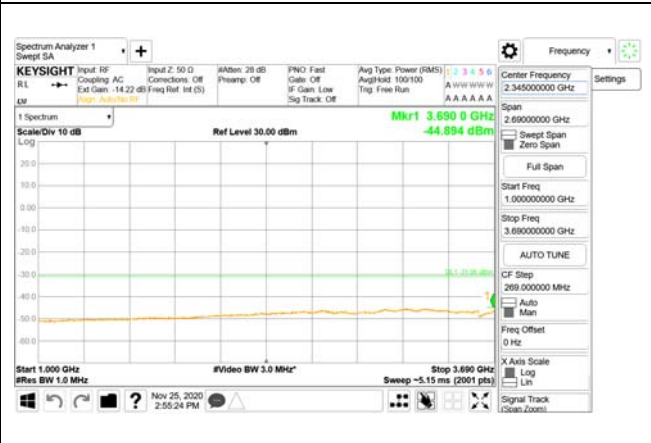 Spectrum Analyzer 1
Swept SA
Frequency
KEYSIGHT
Input: RF
Coupling: AC
Ext Gain: -14.22 dB
Align: Auto/No RF
Input Z: 50 Ω
Corrections: Off
Freq Ref: Int (S)
#Atten: 28 dB
Preamp: Off
PNO: Fast
Gate: Off
IF Gain: Low
Sig Track: Off
Avg Type: Power (RMS)
Avg|Hold: 100/100
Trig: Free Run
1 2 3 4 5 6
A W W W W W
A A A A A A
R L
LXI
1 Spectrum
Mkr1 3.690 0 GHz
-44.894 dBm
Scale/Div 10 dB
Ref Level 30.00 dBm
Log
20.0
10.0
0.00
-10.0
-20.0
-30.0
-40.0
-50.0
-60.0
1
Start 1.000 GHz
#Video BW 3.0 MHz*
Stop 3.690 GHz
#Res BW 1.0 MHz
Sweep ~5.15 ms (2001 pts)
Nov 25, 2020
2:55:24 PM
Center Frequency
2.345000000 GHz
Settings
Span
2.69000000 GHz
Swept Span
Zero Span
Full Span
Start Freq
1.000000000 GHz
Stop Freq
3.690000000 GHz
AUTO TUNE
CF Step
269.000000 MHz
Auto
Man
Freq Offset
0 Hz
X Axis Scale
Log
Lin
Signal Track
(Span Zoom)